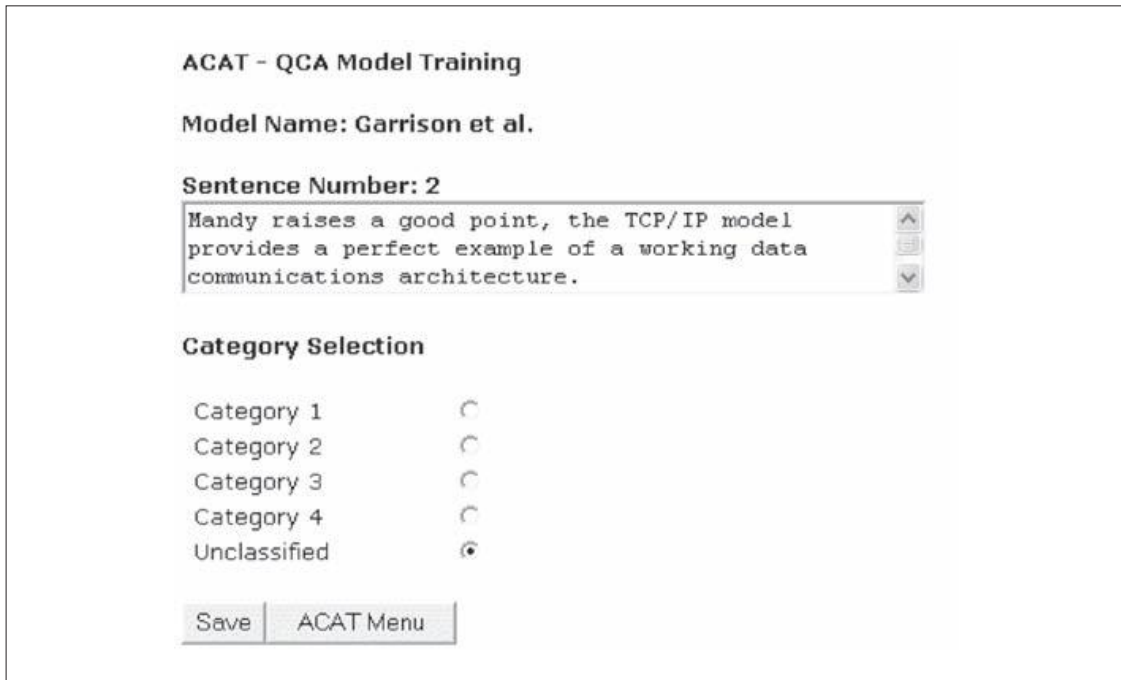 ACAT - QCA Model Training
Model Name: Garrison et al.
Sentence Number: 2
Mandy raises a good point, the TCP/IP model
provides a perfect example of a working data
communications architecture.
Category Selection
Category 1
Category 2
Category 3
Category 4
Unclassified
Save ACAT Menu